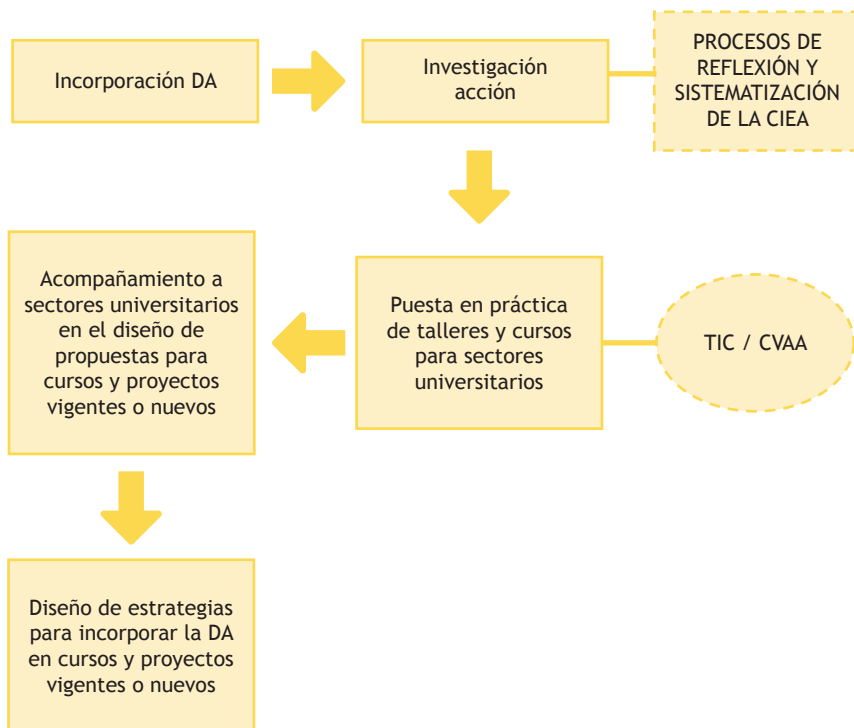 Incorporación DA
Investigación
acción
PROCESOS DE
REFLEXIÓN Y
SISTEMATIZACIÓN
DE LA CIEA
Acompañamiento a
sectores universitarios
en el diseño de
propuestas para
cursos y proyectos
vigentes o nuevos
Puesta en práctica
de talleres y cursos
para sectores
universitarios
TIC / CVAA
Diseño de estrategias
para incorporar la DA
en cursos y proyectos
vigentes o nuevos